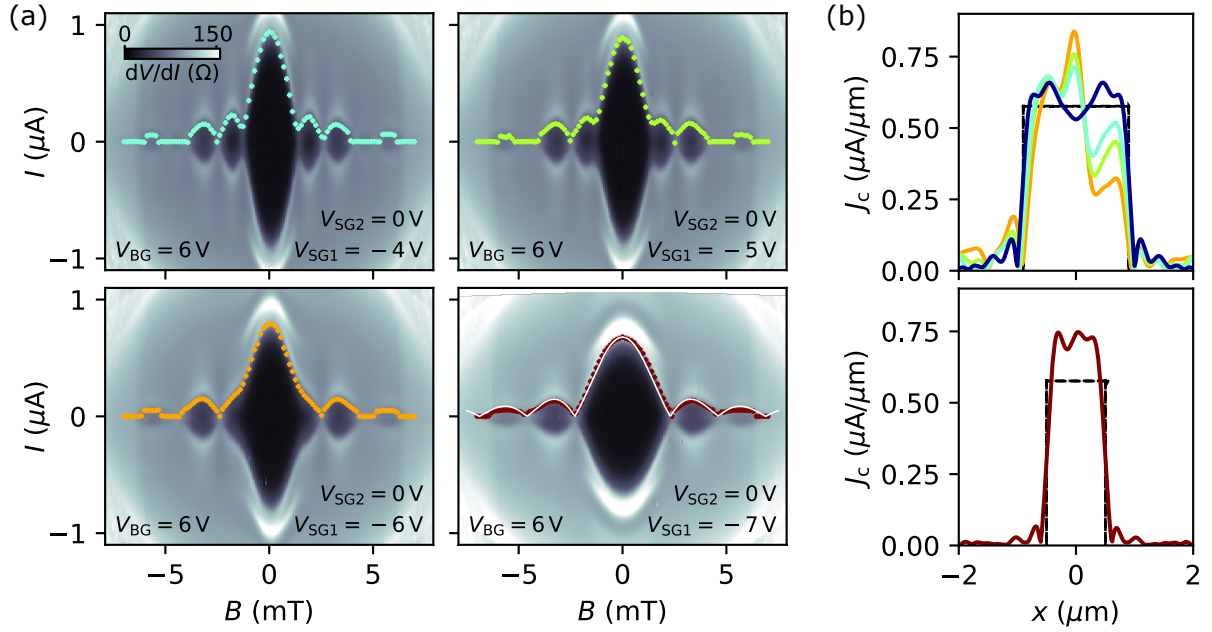 (a)
(b)
0 150
dV/dI (Ω)
I (μA)
1
0
−1
V_BG = 6 V
V_SG2 = 0 V
V_SG1 = −4 V
V_BG = 6 V
V_SG2 = 0 V
V_SG1 = −5 V
I (μA)
1
0
−1
V_BG = 6 V
V_SG2 = 0 V
V_SG1 = −6 V
V_BG = 6 V
V_SG2 = 0 V
V_SG1 = −7 V
−5 0 5
B (mT)
−5 0 5
B (mT)
J_c (μA/μm)
0.75
0.50
0.25
0.00
J_c (μA/μm)
0.75
0.50
0.25
0.00
−2 0 2
x (μm)